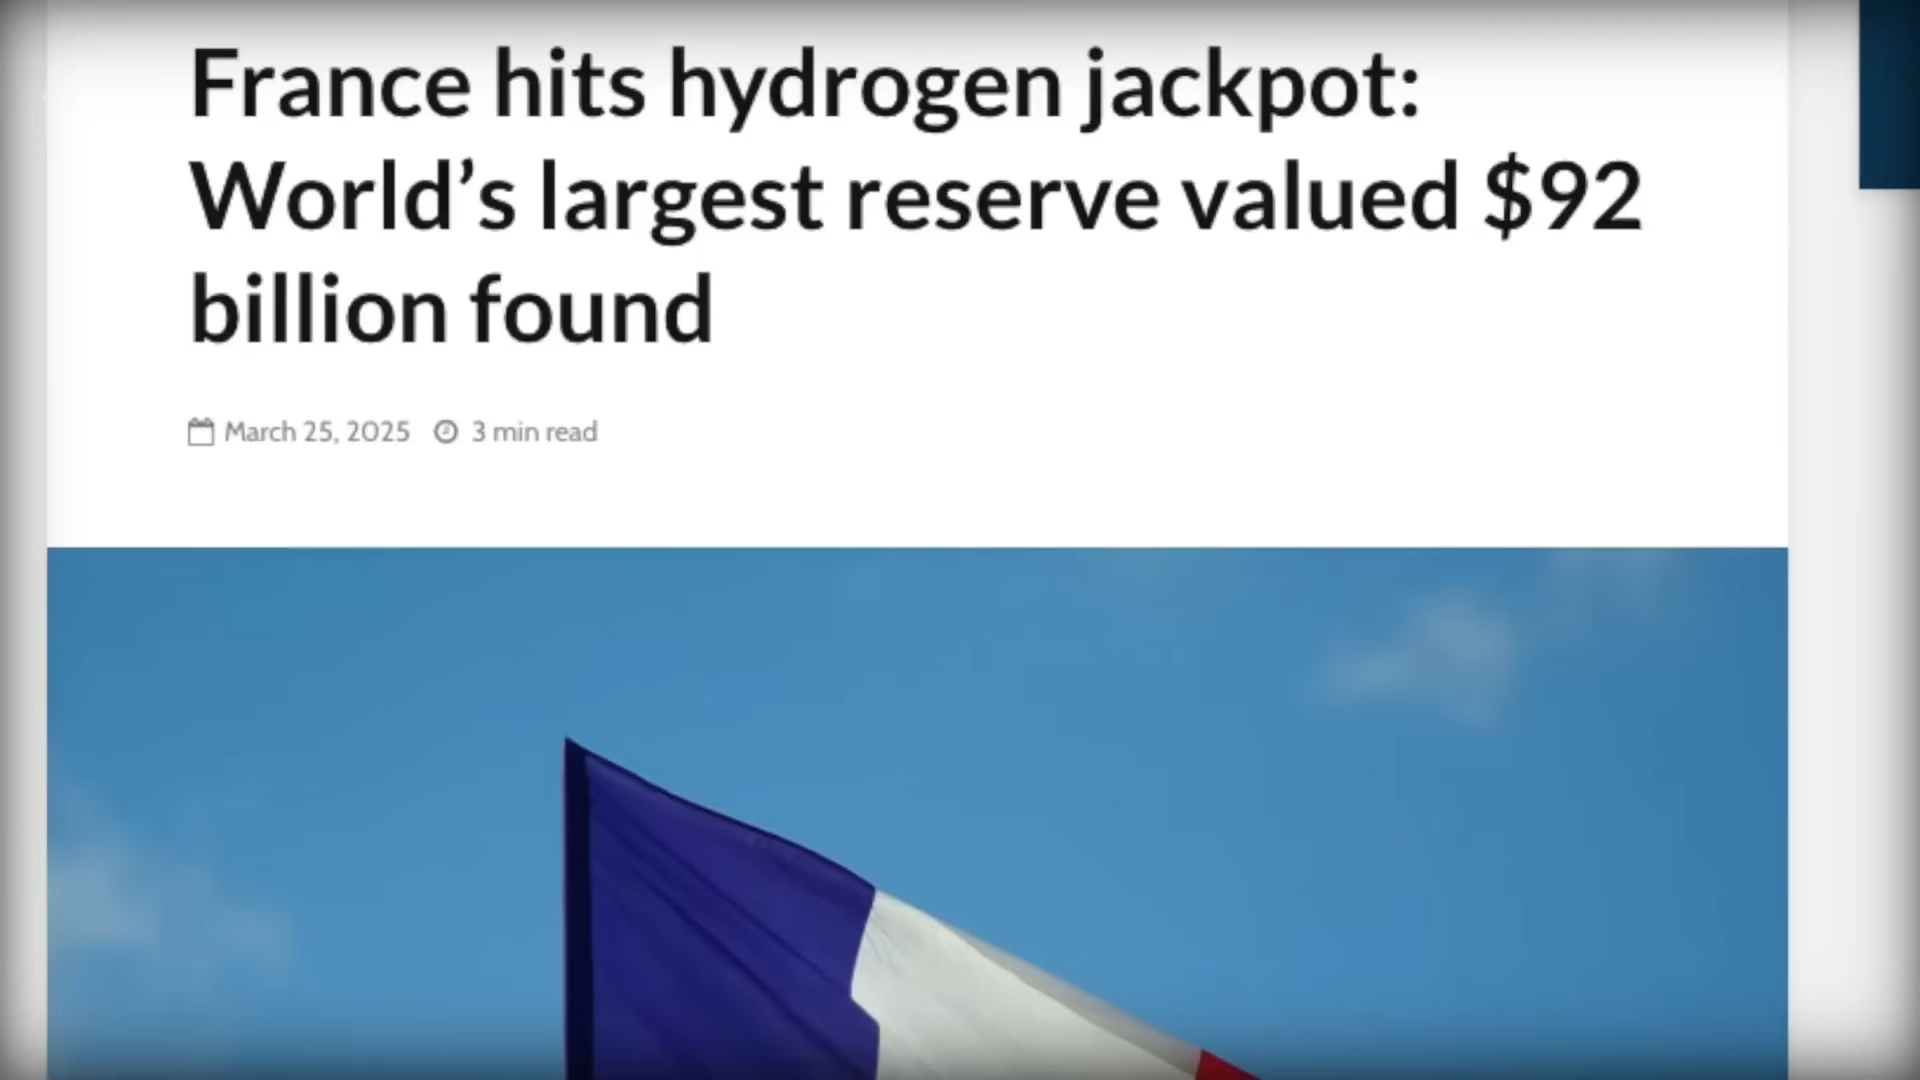 France hits hydrogen jackpot:
World’s largest reserve valued $92
billion found
March 25, 2025 3 min read